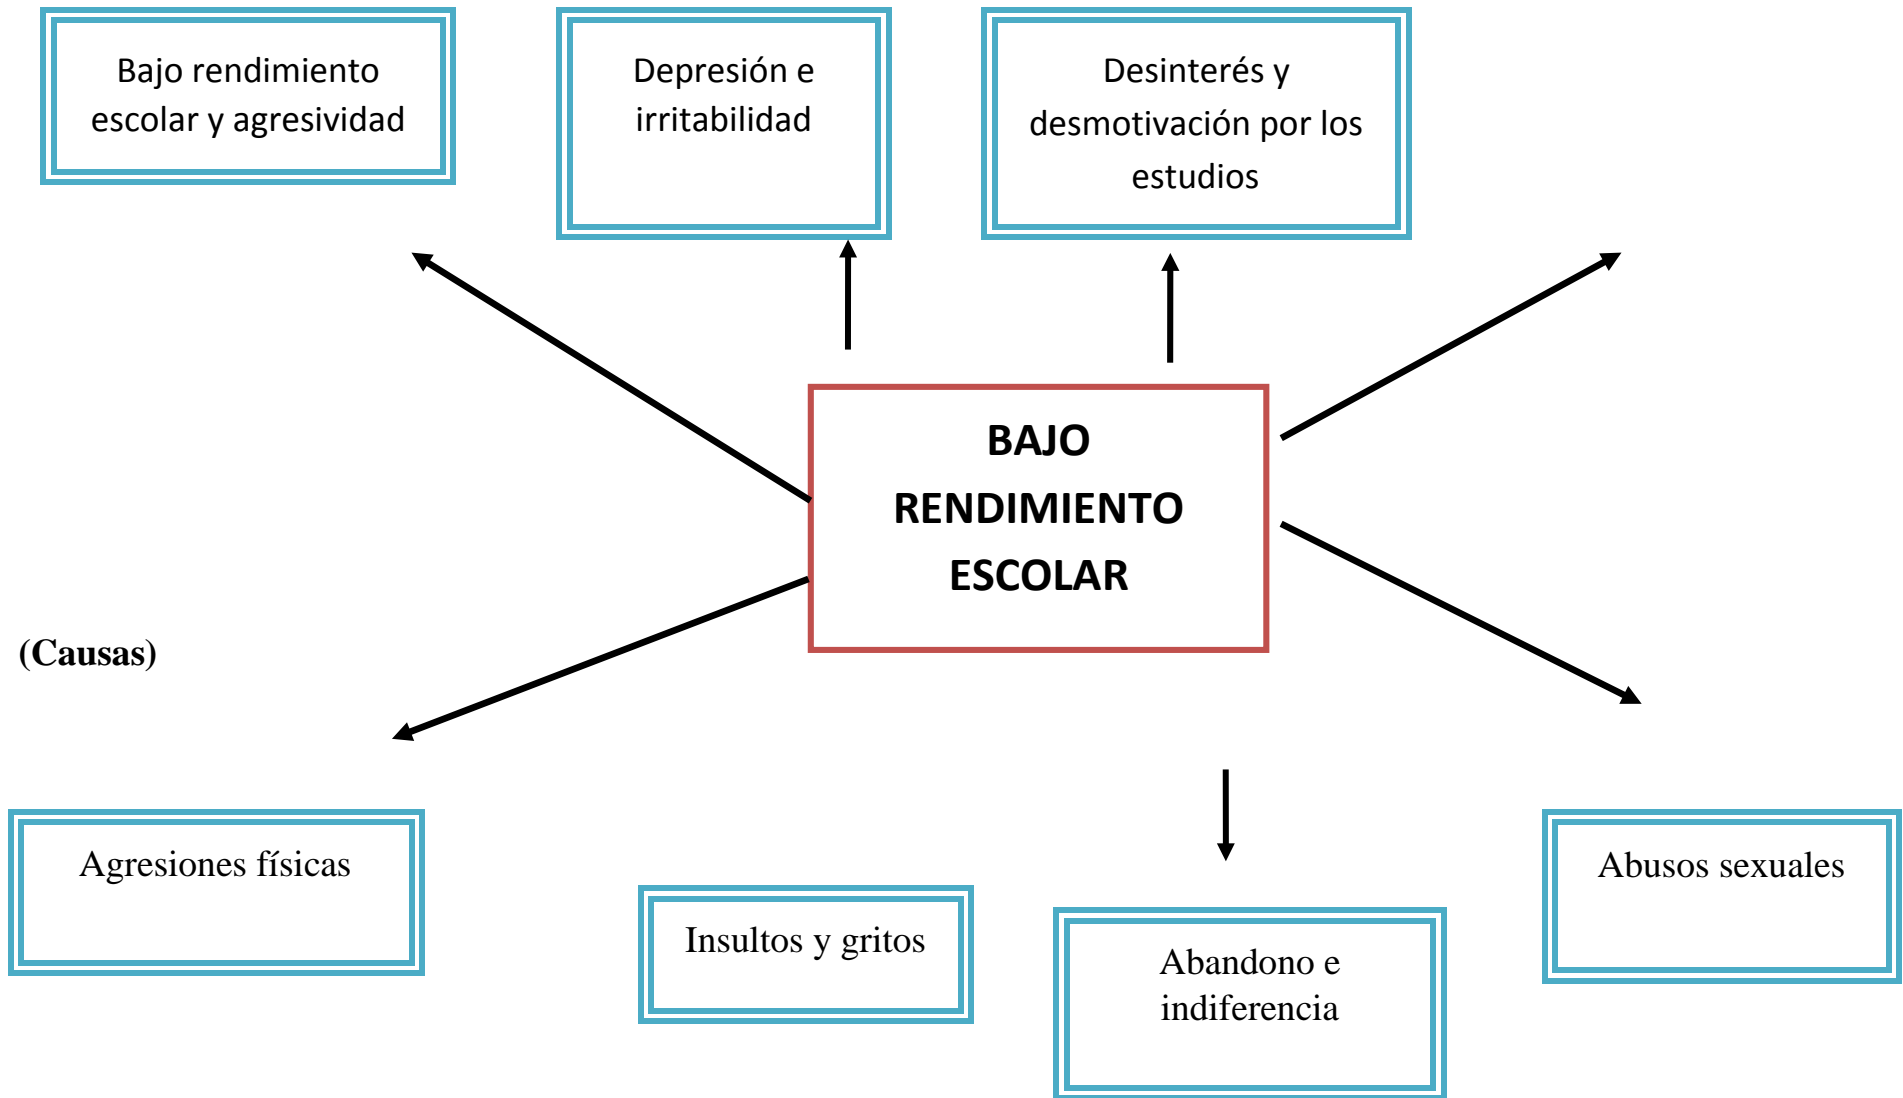 Bajo rendimiento
escolar y agresividad
Depresión e
irritabilidad
Desinterés y
desmotivación por los
estudios
BAJO
RENDIMIENTO
ESCOLAR
(Causas)
Agresiones físicas
Insultos y gritos
Abandono e
indiferencia
Abusos sexuales